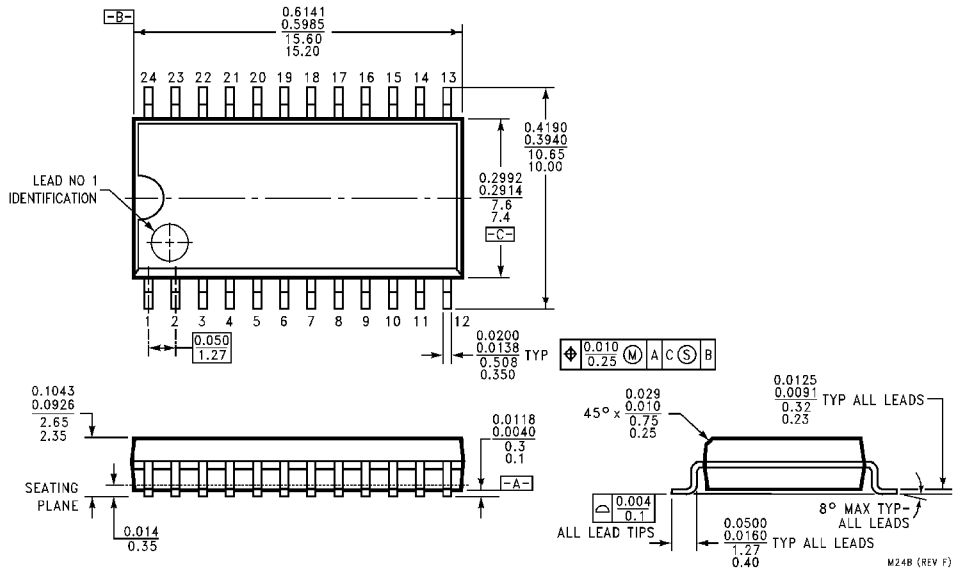 -B-
0.6141
0.5985
15.60
15.20
24 23 22 21 20 19 18 17 16 15 14 13
0.4190
0.3940
10.65
10.00
0.2992
0.2914
7.6
7.4
-C-
LEAD NO 1
IDENTIFICATION
1 2 3 4 5 6 7 8 9 10 11 12
0.050
1.27
0.0200
0.0138
0.508
0.350
TYP
⌖ 0.010 0.25 Ⓜ A C Ⓢ B
0.1043
0.0926
2.65
2.35
0.0118
0.0040
0.3
0.1
-A-
SEATING
PLANE
0.014
0.35
45° x
0.029
0.010
0.75
0.25
0.0125
0.0091
0.32
0.23
TYP ALL LEADS
0.004
0.1
ALL LEAD TIPS
0.0500
0.0160
1.27
0.40
TYP ALL LEADS
8° MAX TYP-
ALL LEADS
M24B (REV F)